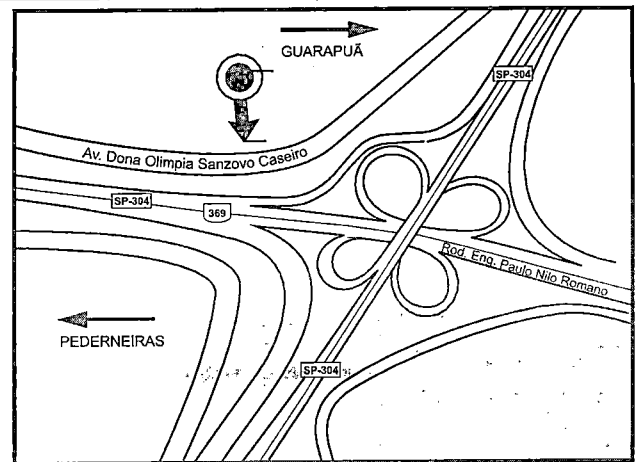 GUARAPUÃ
SP-304
Av. Dona Olimpia Sanzovo Caseiro
SP-304
369
Rod. Eng. Paulo Nilo Romano
PEDERNEIRAS
SP-304